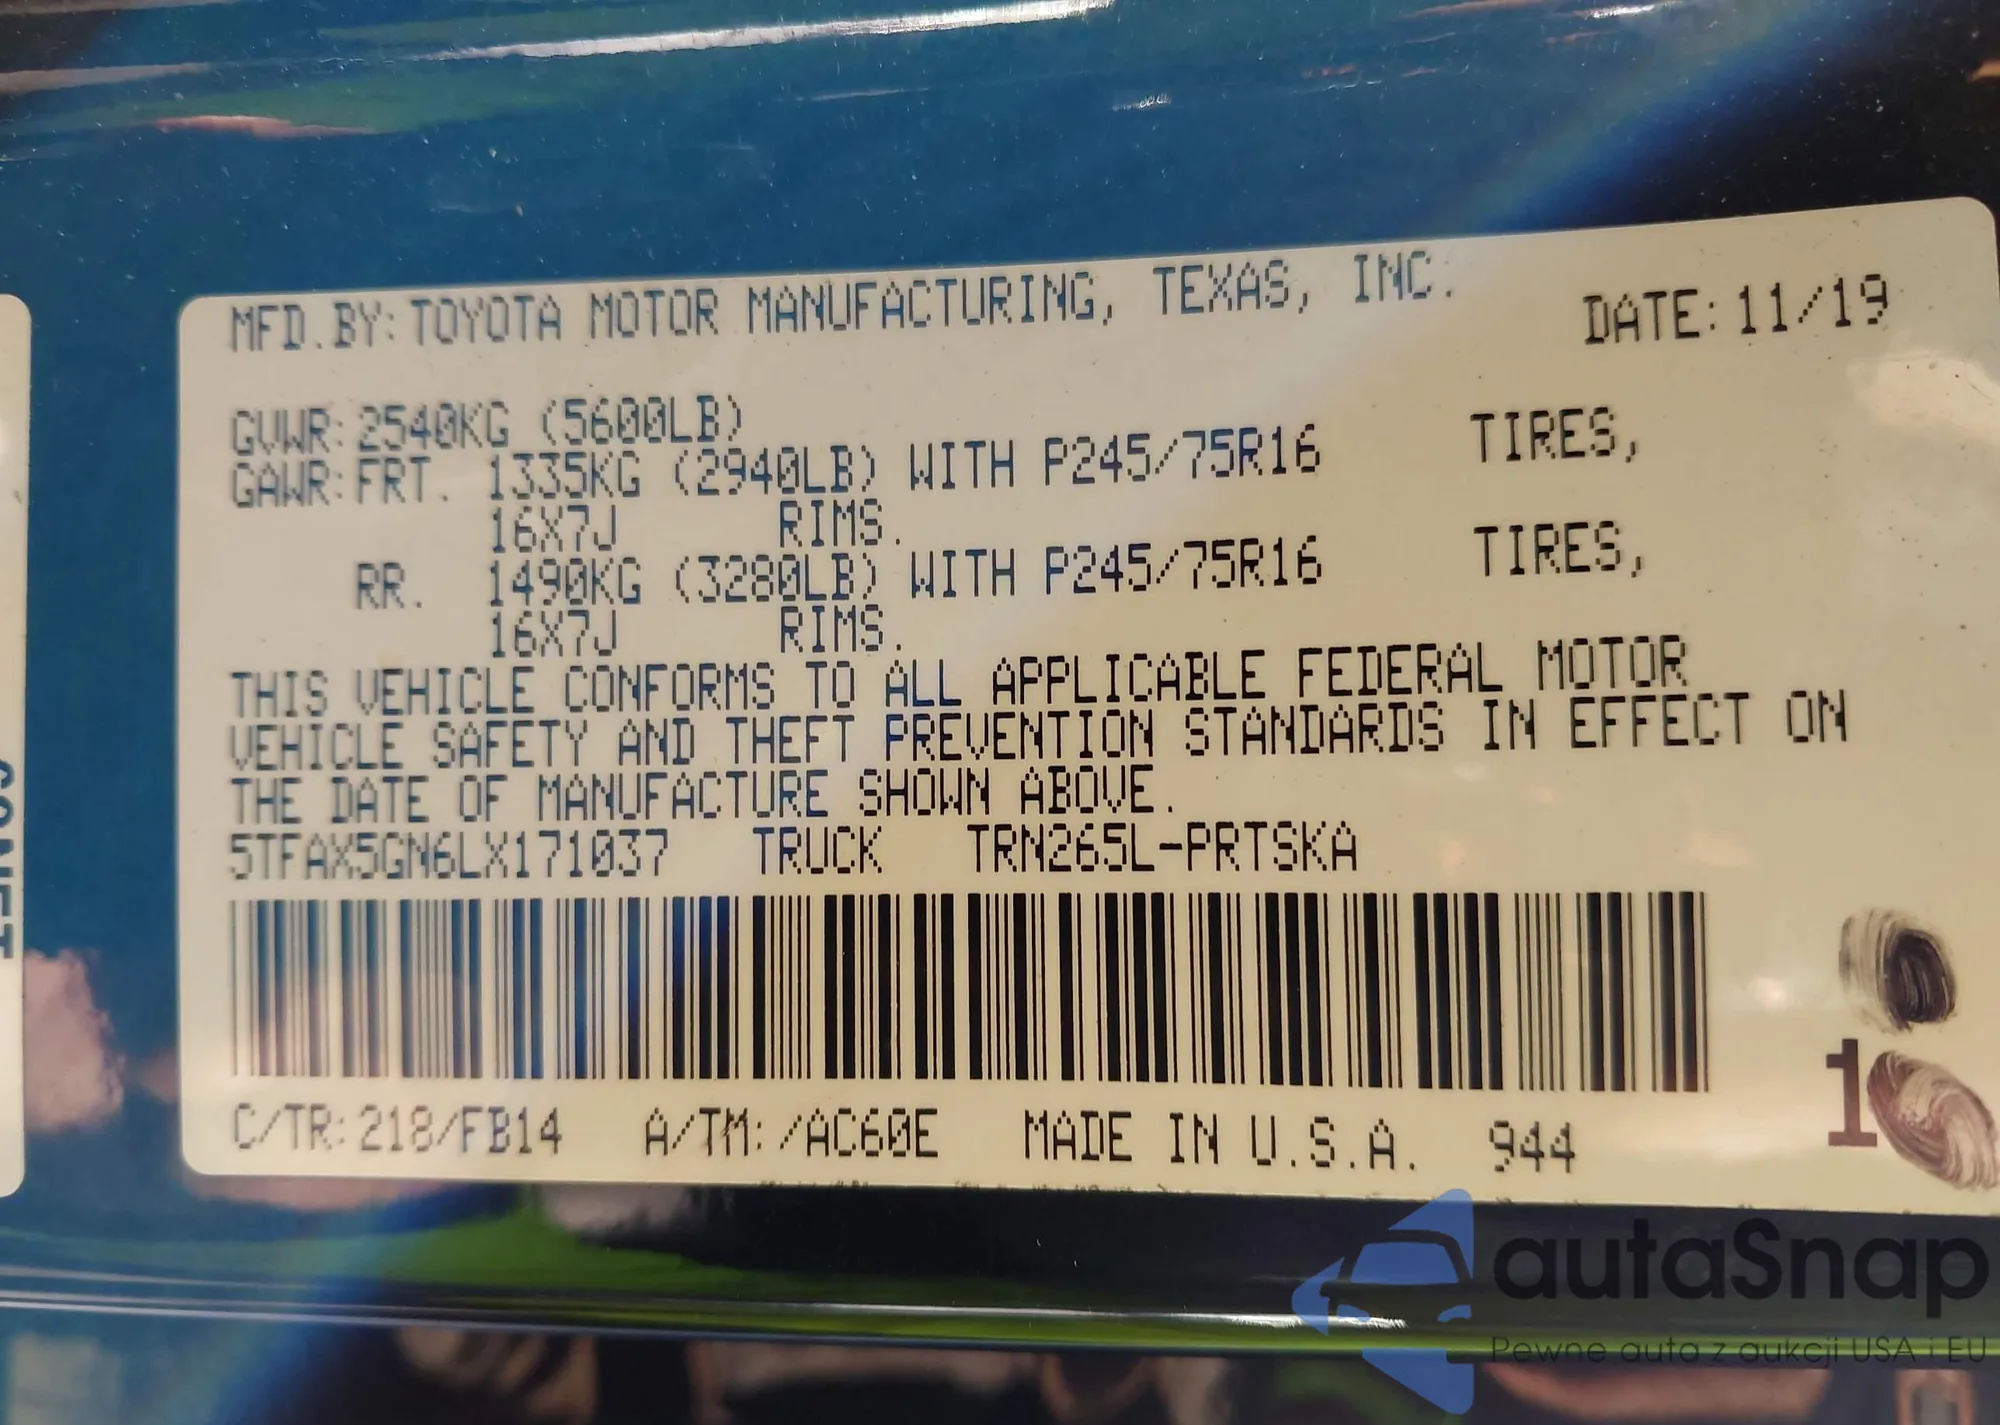 MFD.BY:TOYOTA MOTOR MANUFACTURING, TEXAS, INC. DATE:11/19
GVWR:2540KG (5600LB)
GAWR:FRT. 1335KG (2940LB) WITH P245/75R16 TIRES,
16X7J RIMS.
RR. 1490KG (3280LB) WITH P245/75R16 TIRES,
16X7J RIMS.
THIS VEHICLE CONFORMS TO ALL APPLICABLE FEDERAL MOTOR
VEHICLE SAFETY AND THEFT PREVENTION STANDARDS IN EFFECT ON
THE DATE OF MANUFACTURE SHOWN ABOVE.
5TFAX5GN6LX171037 TRUCK TRN265L-PRTSKA
C/TR:218/FB14 A/TM:/AC60E MADE IN U.S.A. 944
1
autaSnap
Pewne auta z aukcji USA i EU